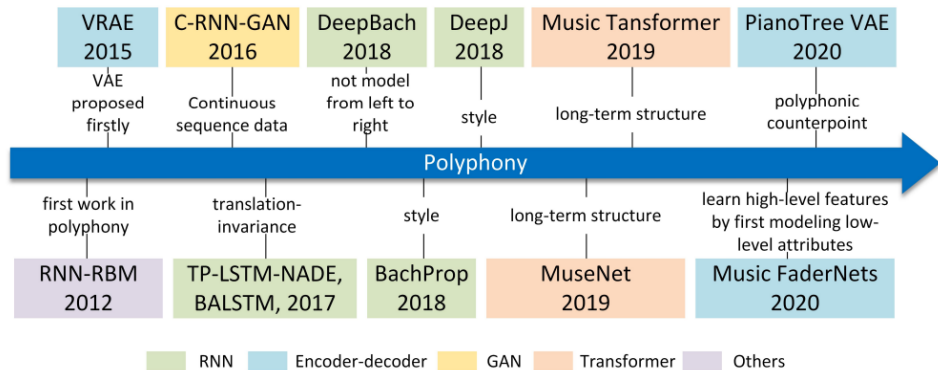 VRAE
2015
C-RNN-GAN
2016
DeepBach
2018
DeepJ
2018
Music Tansformer
2019
PianoTree VAE
2020
VAE
proposed
firstly
Continuous
sequence data
not model
from left to
right
style
long-term structure
polyphonic
counterpoint
Polyphony
first work in
polyphony
translation-
invariance
style
long-term structure
learn high-level features
by first modeling low-
level attributes
RNN-RBM
2012
TP-LSTM-NADE,
BALSTM, 2017
BachProp
2018
MuseNet
2019
Music FaderNets
2020
RNN
Encoder-decoder
GAN
Transformer
Others